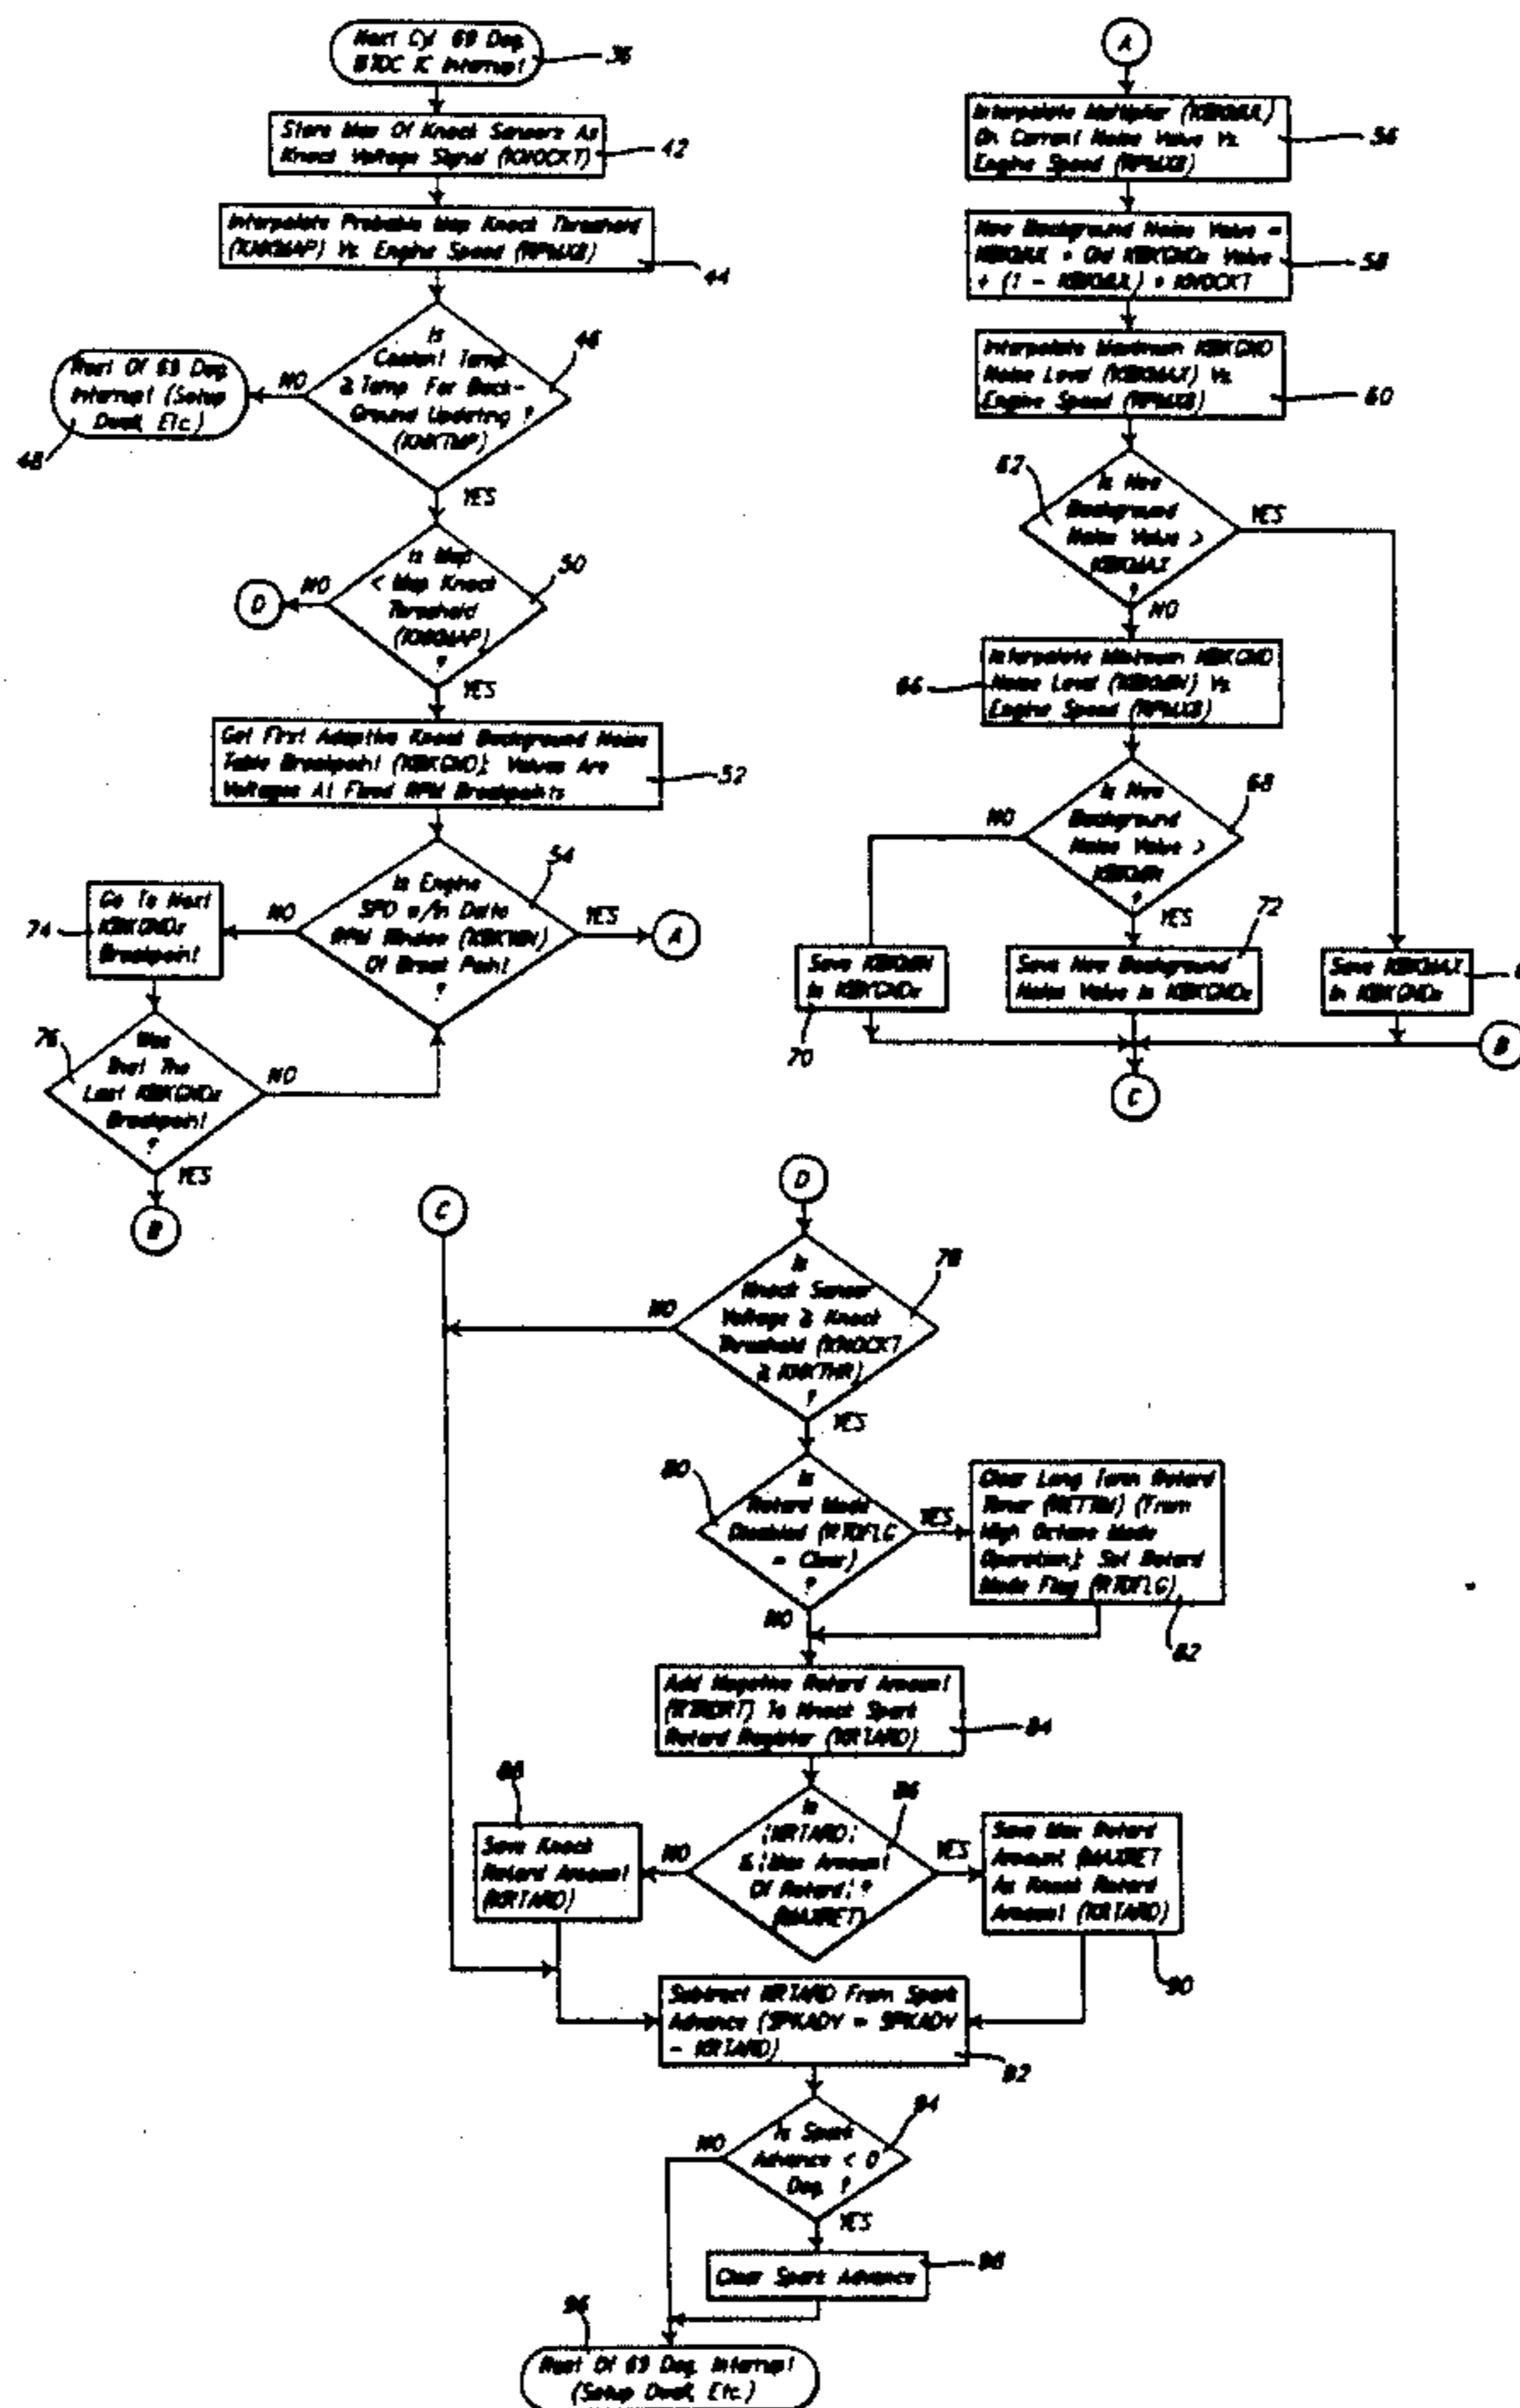 Next Cyl 69 Deg.
BTDC IC Interrupt
36
Store Max Of Knock Sensors As
Knock Voltage Signal (KNOCKT)
42
Interpolate Probable Map Knock Threshold
(KNKMAP) Vs. Engine Speed (RPMX8)
44
Is
Coolant Temp.
≥ Temp For Back-
Ground Updating ?
(KNKTMP)
46
NO
Rest Of 69 Deg.
Interrupt (Setup
Dwell, Etc.)
48
YES
Is Map
< Map Knock
Threshold
(KNKMAP)
?
50
NO
D
YES
Get First Adaptive Knock Background Noise
Table Breakpoint (KBKGND); Values Are
Voltages At Fixed RPM Breakpoints
52
Is Engine
SPD w/in Delta
RPM Window (KBKWIN)
Of Break Point
?
54
YES
A
NO
Go To Next
KBKGNDx
Breakpoint
74
Was
That The
Last KBKGNDx
Breakpoint
?
76
NO
YES
B
A
Interpolate Multiplier (KBKMUL)
On Current Noise Value Vs.
Engine Speed (RPMX8)
56
New Background Noise Value =
KBKMUL * Old KBKGNDx Value
+ (1 - KBKMUL) * KNOCKT
58
Interpolate Maximum KBKGND
Noise Level (KBKMAX) Vs.
Engine Speed (RPMX8)
60
Is New
Background
Noise Value >
KBKMAX
?
62
YES
NO
Interpolate Minimum KBKGND
Noise Level (KBKMIN) Vs.
Engine Speed (RPMX8)
66
Is New
Background
Noise Value >
KBKMIN
?
68
NO
YES
Save KBKMIN
In KBKGNDx
70
Save New Background
Noise Value In KBKGNDx
72
Save KBKMAX
In KBKGNDx
B
C
C
D
Is
Knock Sensor
Voltage ≥ Knock
Threshold (KNOCKT
≥ KNKTHR)
?
78
NO
YES
Is
Retard Mode
Disabled (RTDFLG
= Clear)
?
80
YES
Clear Long Term Retard
Timer (RETTIM) (From
High Octane Mode
Operation); Set Retard
Mode Flag (RTDFLG)
82
NO
Add Negative Retard Amount
To Knock Spark
Retard Register (KRTARD)
84
Is
|KRTARD|
≥ |Max Amount
Of Retard| ?
(MAXRET)
86
NO
Save Knock
Retard Amount
(KRTARD)
88
YES
Save Max Retard
Amount (MAXRET
As Knock Retard
Amount (KRTARD)
90
Subtract KRTARD From Spark
Advance (SPKADV = SPKADV
- KRTARD)
92
Is Spark
Advance < 0
Deg. ?
94
NO
YES
Clear Spark Advance
98
96
Rest Of 69 Deg. Interrupt
(Setup Dwell, Etc.)